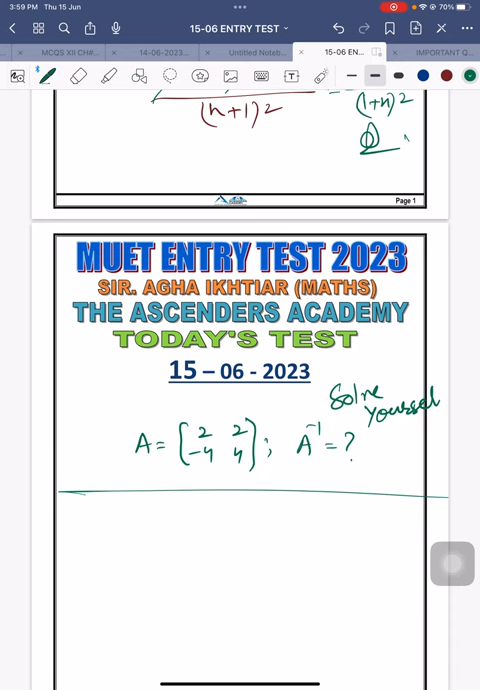 3:59 PM Thu 15 Jun
70%
15-06 ENTRY TEST
MCQS XII CH#...
14-06-2023...
Untitled Noteb...
15-06 EN...
IMPORTANT Q...
(n+1)2
(1+n)2
Page 1
MUET ENTRY TEST 2023
SIR. AGHA IKHTIAR (MATHS)
THE ASCENDERS ACADEMY
TODAY'S TEST
15 – 06 - 2023
Solve
Yoursel
A = [2 2
-4 4] ; A⁻¹ = ?